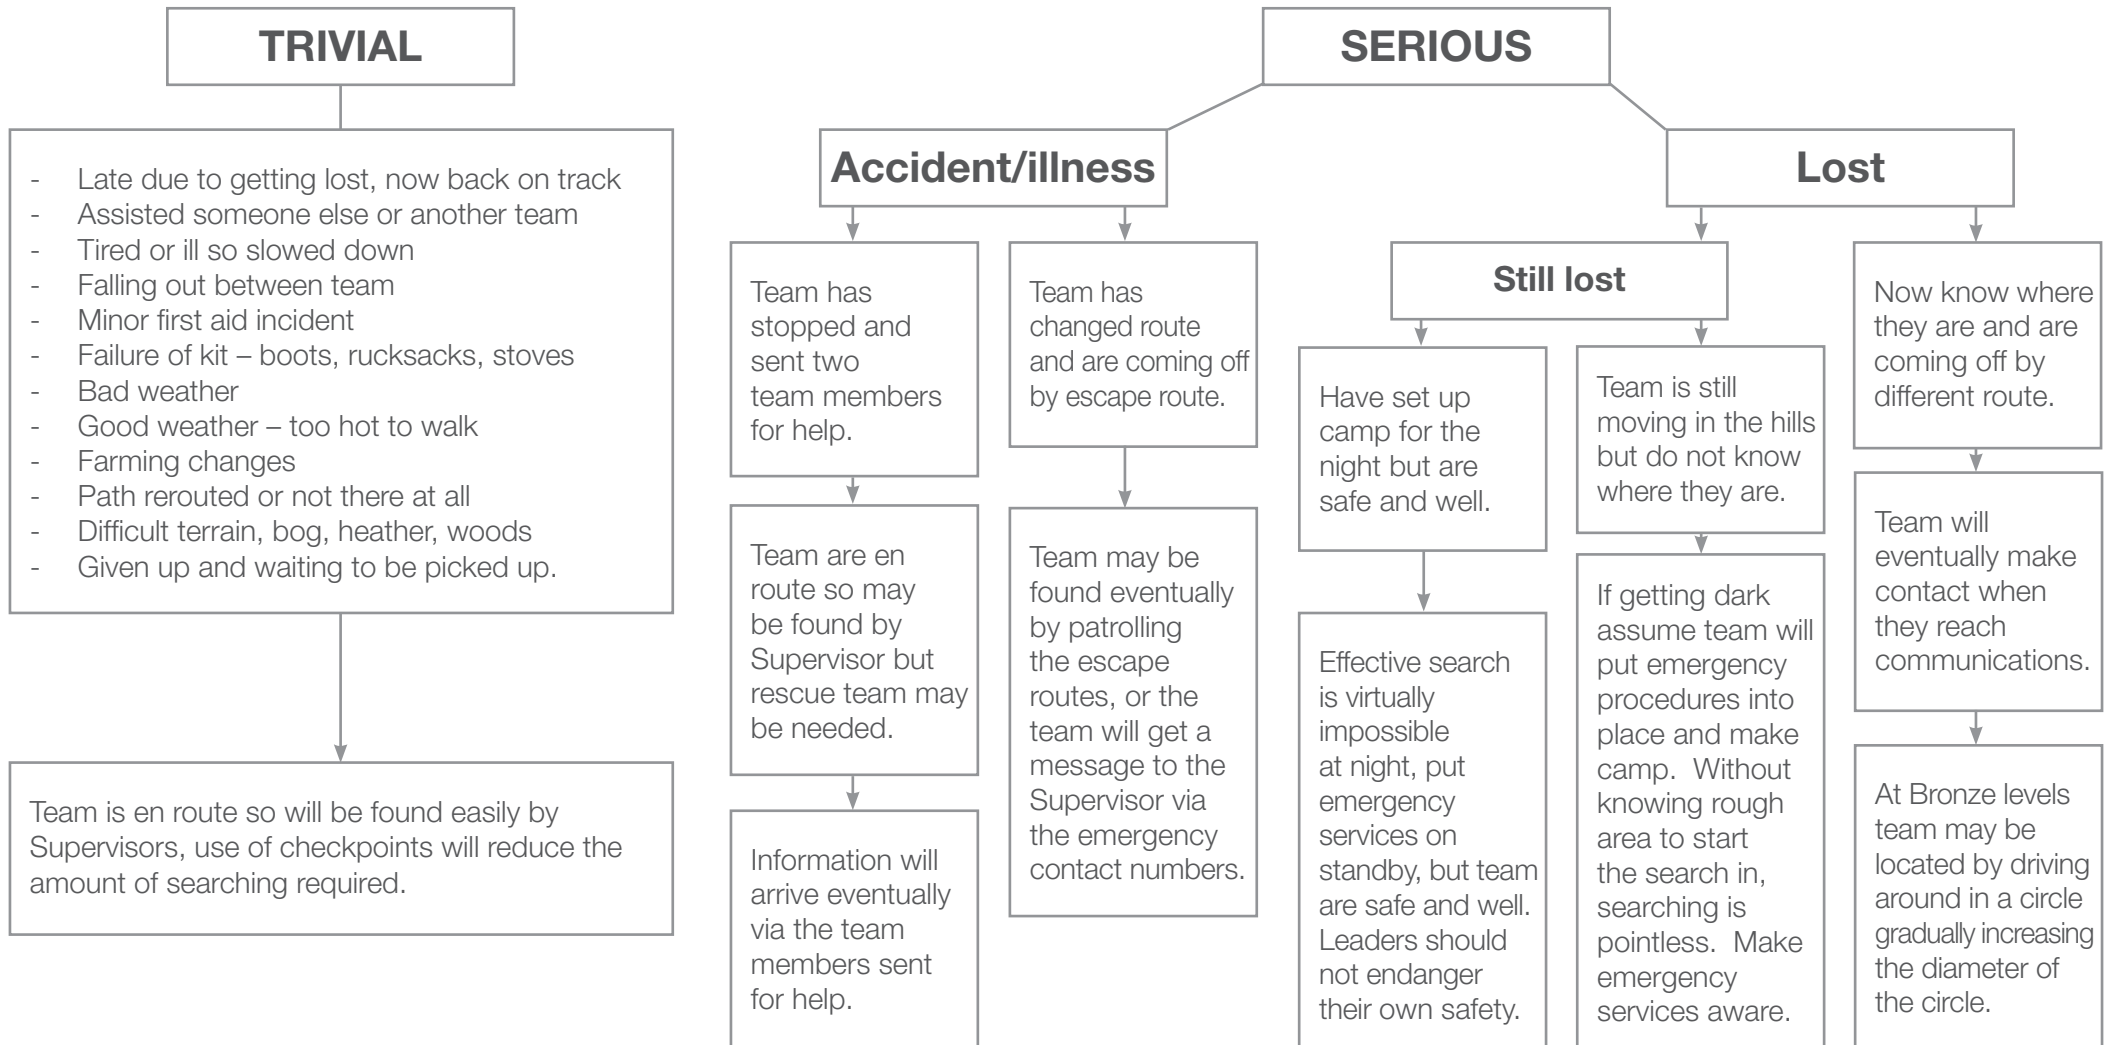 TRIVIAL
- Late due to getting lost, now back on track
- Assisted someone else or another team
- Tired or ill so slowed down
- Falling out between team
- Minor first aid incident
- Failure of kit – boots, rucksacks, stoves
- Bad weather
- Good weather – too hot to walk
- Farming changes
- Path rerouted or not there at all
- Difficult terrain, bog, heather, woods
- Given up and waiting to be picked up.
Team is en route so will be found easily by
Supervisors, use of checkpoints will reduce the
amount of searching required.
SERIOUS
Accident/illness
Team has
stopped and
sent two
team members
for help.
Team are en
route so may
be found by
Supervisor but
rescue team may
be needed.
Information will
arrive eventually
via the team
members sent
for help.
Team has
changed route
and are coming off
by escape route.
Team may be
found eventually
by patrolling
the escape
routes, or the
team will get a
message to the
Supervisor via
the emergency
contact numbers.
Lost
Still lost
Have set up
camp for the
night but are
safe and well.
Effective search
is virtually
impossible
at night, put
emergency
services on
standby, but team
are safe and well.
Leaders should
not endanger
their own safety.
Team is still
moving in the hills
but do not know
where they are.
If getting dark
assume team will
put emergency
procedures into
place and make
camp.  Without
knowing rough
area to start
the search in,
searching is
pointless.  Make
emergency
services aware.
Now know where
they are and are
coming off by
different route.
Team will
eventually make
contact when
they reach
communications.
At Bronze levels
team may be
located by driving
around in a circle
gradually increasing
the diameter of
the circle.